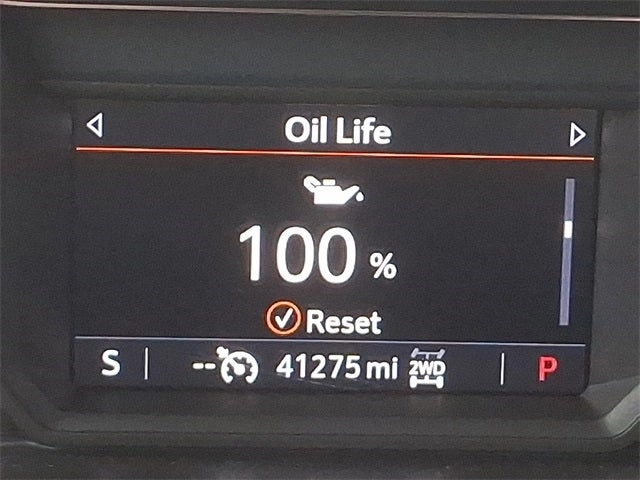 Oil Life
100 %
Reset
S -- 41275 mi 2WD P